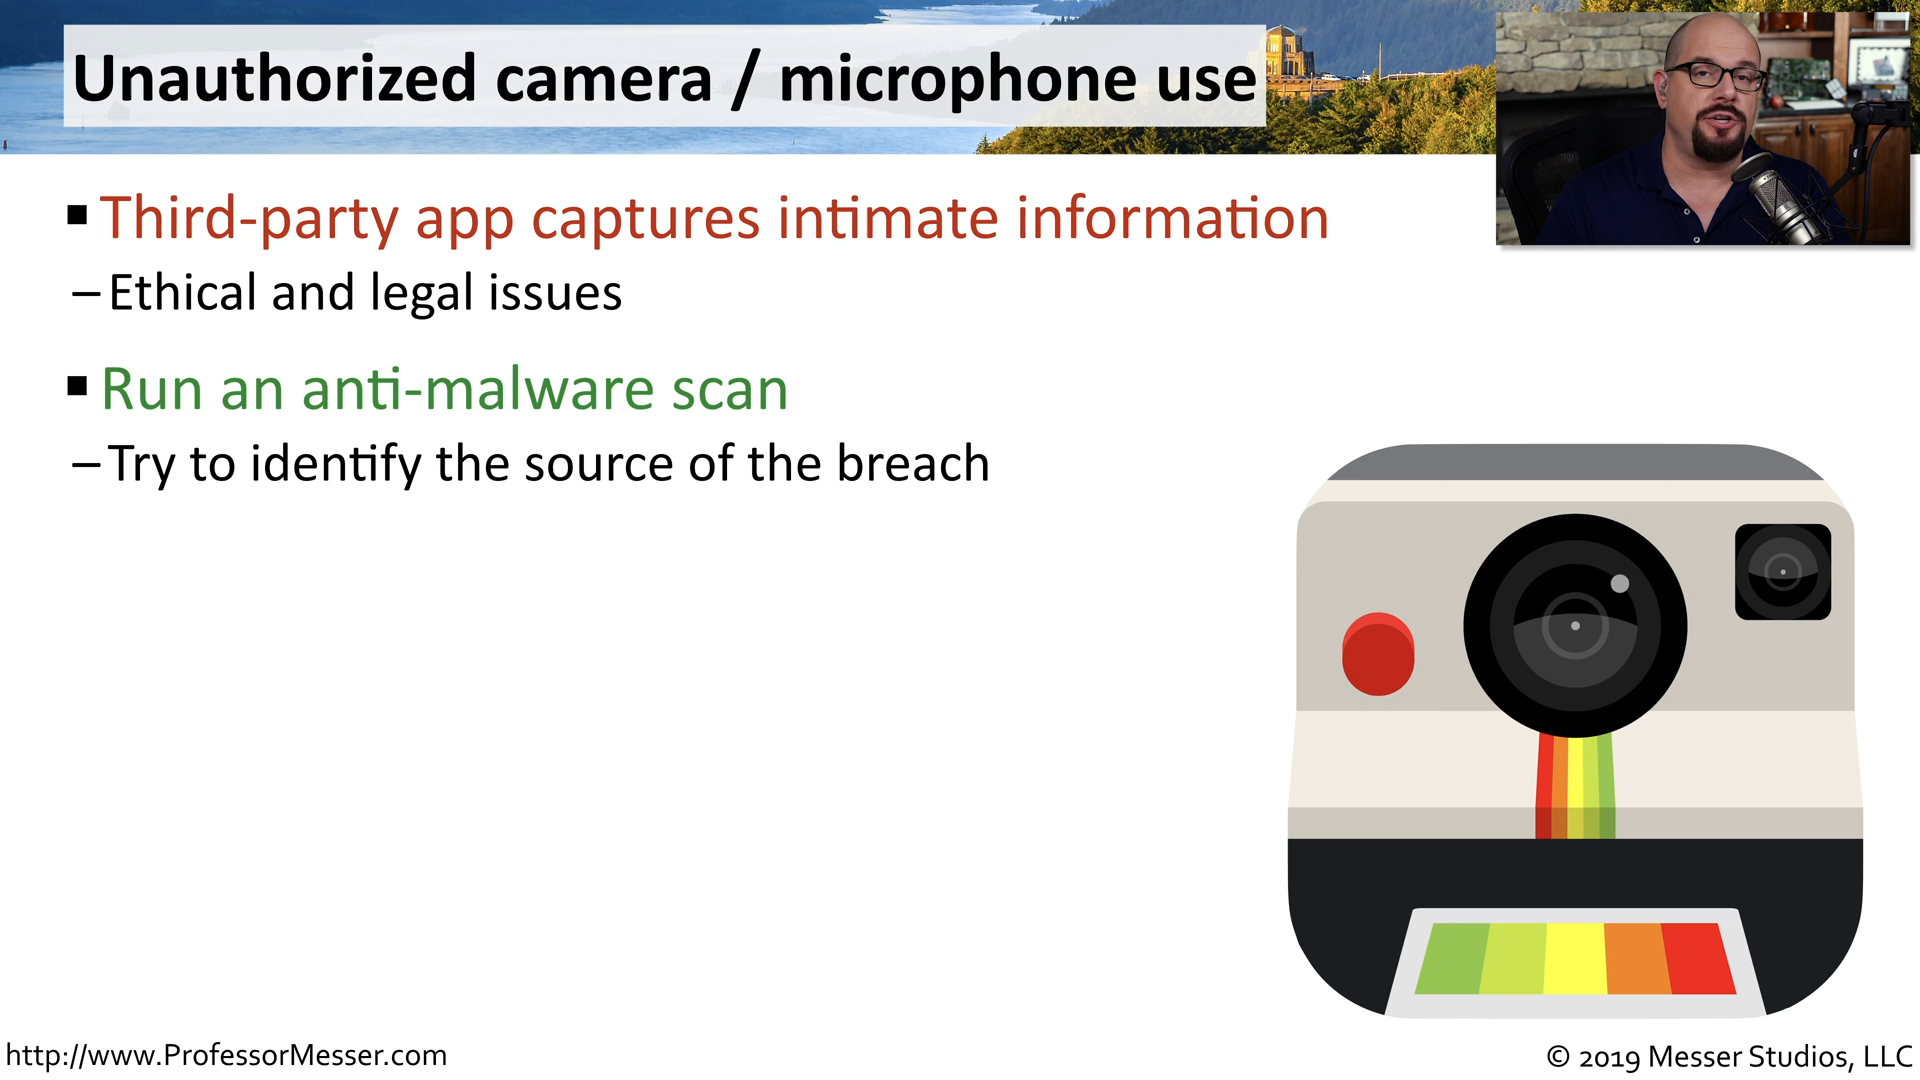 Unauthorized camera / microphone use
▪ Third-party app captures intimate information
– Ethical and legal issues
▪ Run an anti-malware scan
– Try to identify the source of the breach
http://www.ProfessorMesser.com
© 2019 Messer Studios, LLC